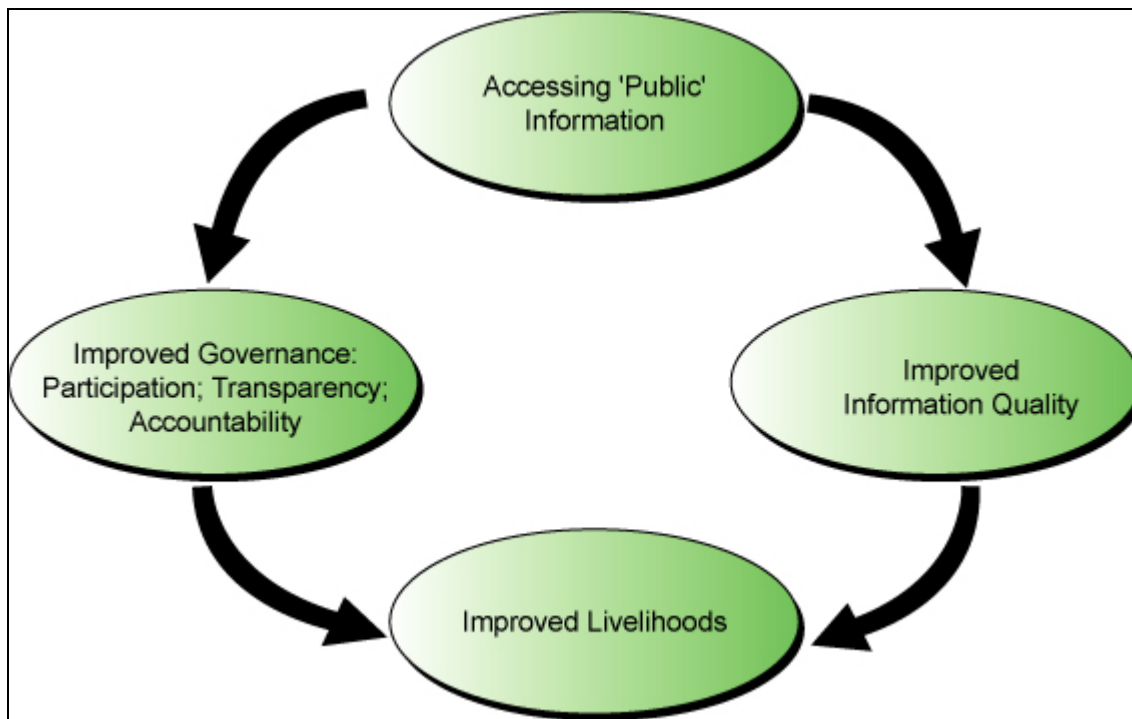 Accessing 'Public'
Information
Improved Governance:
Participation; Transparency;
Accountability
Improved
Information Quality
Improved Livelihoods